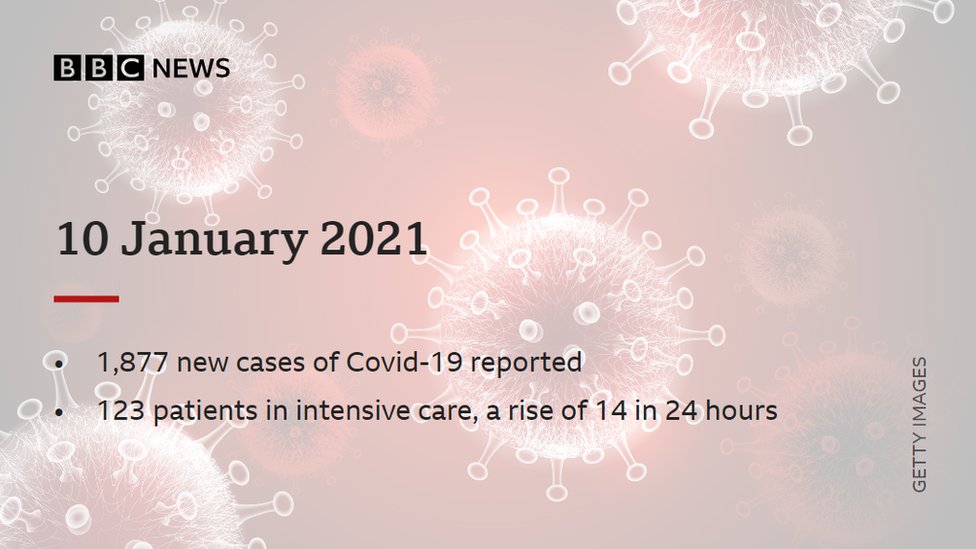 BBC NEWS
10 January 2021
• 1,877 new cases of Covid-19 reported
• 123 patients in intensive care, a rise of 14 in 24 hours
GETTY IMAGES